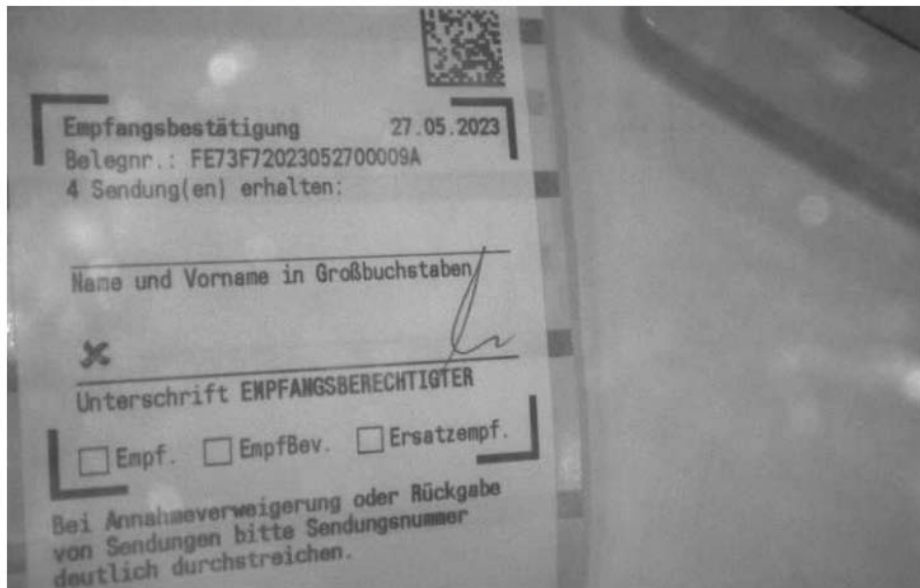 Empfangsbestätigung 27.05.2023
Belegnr.: FE73F72023052700009A
4 Sendung(en) erhalten:
Name und Vorname in Großbuchstaben
Unterschrift EMPFANGSBERECHTIGTER
Empf. EmpfBev. Ersatzempf.
Bei Annahmeverweigerung oder Rückgabe
von Sendungen bitte Sendungsnummer
deutlich durchstreichen.